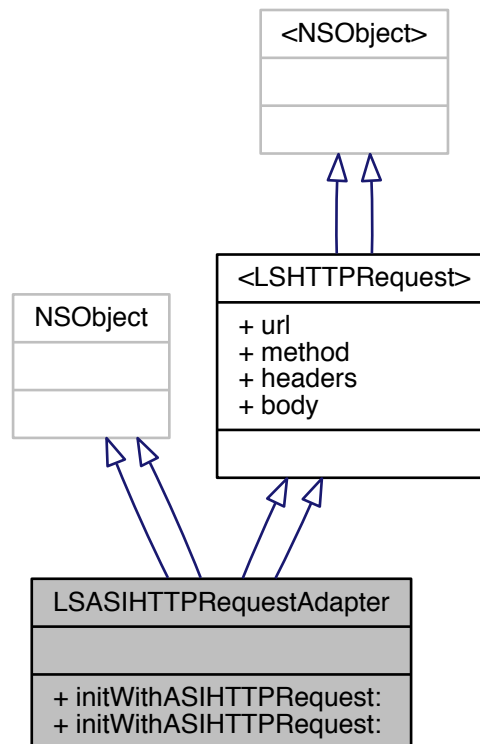 <NSObject>
<LSHTTPRequest>
+ url
+ method
+ headers
+ body
NSObject
LSASIHTTPRequestAdapter
+ initWithASIHTTPRequest:
+ initWithASIHTTPRequest: